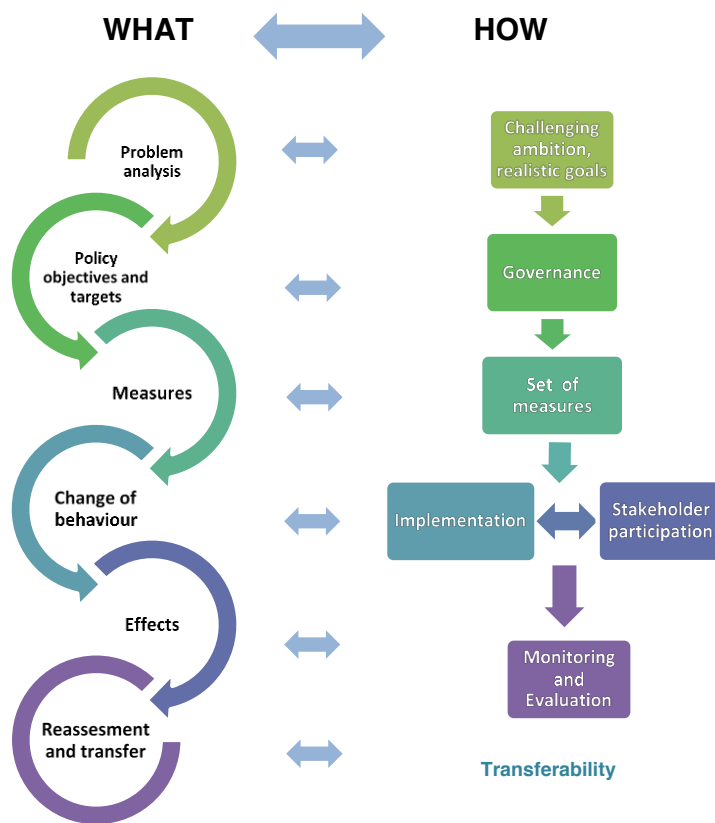 WHAT
HOW
Problem
analysis
Challenging
ambition,
realistic goals
Policy
objectives and
targets
Governance
Measures
Set of
measures
Change of
behaviour
Implementation
Stakeholder
participation
Effects
Monitoring
and
Evaluation
Reassesment
and transfer
Transferability